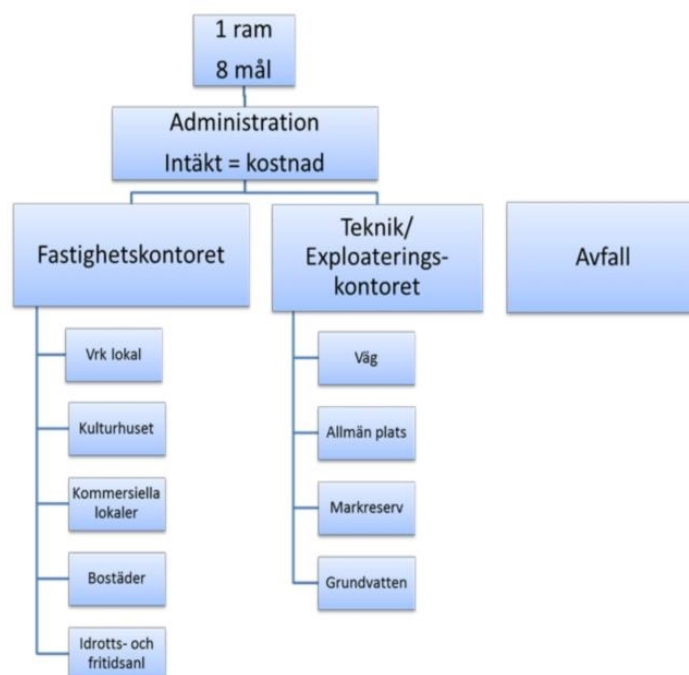 1 ram
8 mål
Administration
Intäkt = kostnad
Fastighetskontoret
Teknik/
Exploaterings-
kontoret
Avfall
Vrk lokal
Kulturhuset
Kommersiella
lokaler
Bostäder
Idrotts- och
fritidsanl
Väg
Allmän plats
Markreserv
Grundvatten